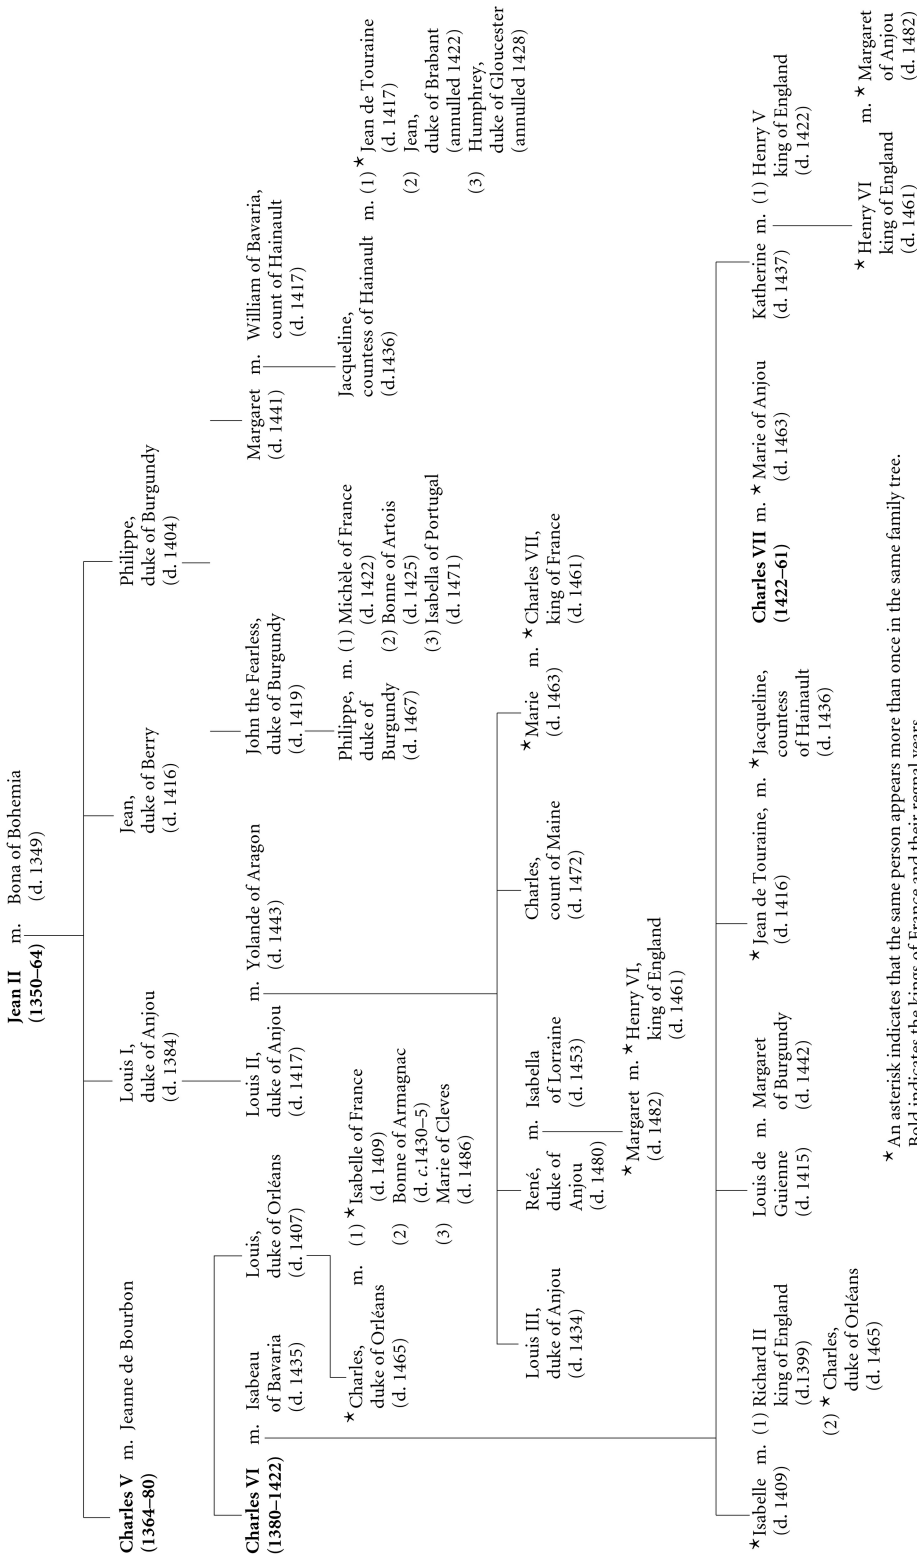 Jean II m. Bona of Bohemia
(1350–64) (d. 1349)
Charles V m. Jeanne de Bourbon
(1364–80)
Louis I,
duke of Anjou
(d. 1384)
Jean,
duke of Berry
(d. 1416)
Philippe,
duke of Burgundy
(d. 1404)
Charles VI m. Isabeau
(1380–1422) of Bavaria
(d. 1435)
Louis,
duke of Orléans
(d. 1407)
Louis II, m. Yolande of Aragon
duke of Anjou (d. 1443)
(d. 1417)
John the Fearless,
duke of Burgundy
(d. 1419)
Margaret m. William of Bavaria,
(d. 1441) count of Hainault
(d. 1417)
★Charles, m. (1) ★Isabelle of France
duke of Orléans (d. 1409)
(d. 1465) (2) Bonne of Armagnac
(d. c.1430–5)
(3) Marie of Cleves
(d. 1486)
Philippe, m. (1) Michèle of France
duke of (d. 1422)
Burgundy (2) Bonne of Artois
(d. 1467) (d. 1425)
(3) Isabella of Portugal
(d. 1471)
Jacqueline, m. (1) ★Jean de Touraine
countess of Hainault (d. 1417)
(d.1436) (2) Jean,
duke of Brabant
(annulled 1422)
(3) Humphrey,
duke of Gloucester
(annulled 1428)
Louis III,
duke of Anjou
(d. 1434)
René, m. Isabella
duke of of Lorraine
Anjou (d. 1453)
(d. 1480)
Charles,
count of Maine
(d. 1472)
★Marie m. ★Charles VII,
(d. 1463) king of France
(d. 1461)
★Margaret m. ★Henry VI,
(d. 1482) king of England
(d. 1461)
★Isabelle m. (1) Richard II
(d. 1409) king of England
(d.1399)
(2) ★Charles,
duke of Orléans
(d. 1465)
Louis de m. Margaret
Guienne of Burgundy
(d. 1415) (d. 1442)
★Jean de Touraine, m. ★Jacqueline,
(d. 1416) countess
of Hainault
(d. 1436)
Charles VII m. ★Marie of Anjou
(1422–61) (d. 1463)
Katherine m. (1) Henry V
(d. 1437) king of England
(d. 1422)
★Henry VI m. ★Margaret
king of England of Anjou
(d. 1461) (d. 1482)
★An asterisk indicates that the same person appears more than once in the same family tree.
Bold indicates the kings of France and their regnal years